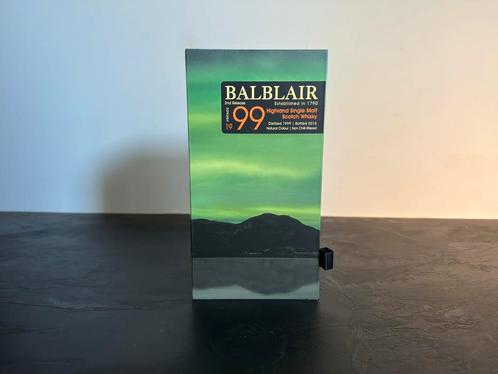 BALBLAIR
2nd Release
Established in 1790
VINTAGE
19
99
Highland Single Malt
Scotch Whisky
Distilled 1999 | Bottled 2016
Natural Colour | Non Chill-filtered